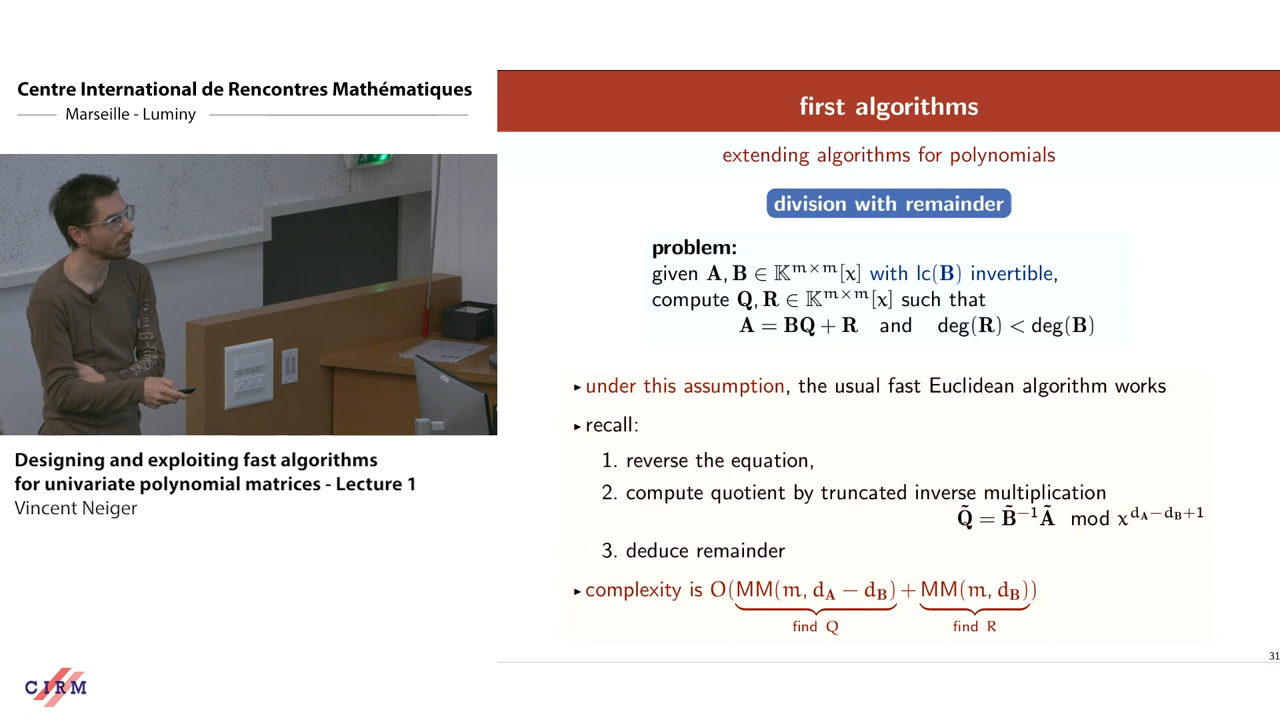 Centre International de Rencontres Mathématiques
Marseille - Luminy
Designing and exploiting fast algorithms
for univariate polynomial matrices - Lecture 1
Vincent Neiger
CIRM
first algorithms
extending algorithms for polynomials
division with remainder
problem:
given A, B ∈ 𝕂^{m×m}[x] with lc(B) invertible,
compute Q, R ∈ 𝕂^{m×m}[x] such that
A = BQ + R and deg(R) < deg(B)
▸ under this assumption, the usual fast Euclidean algorithm works
▸ recall:
1. reverse the equation,
2. compute quotient by truncated inverse multiplication
Q̃ = B̃^{−1}Ã mod x^{d_A−d_B+1}
3. deduce remainder
▸ complexity is O(MM(m, d_A − d_B) + MM(m, d_B))
find Q find R
31